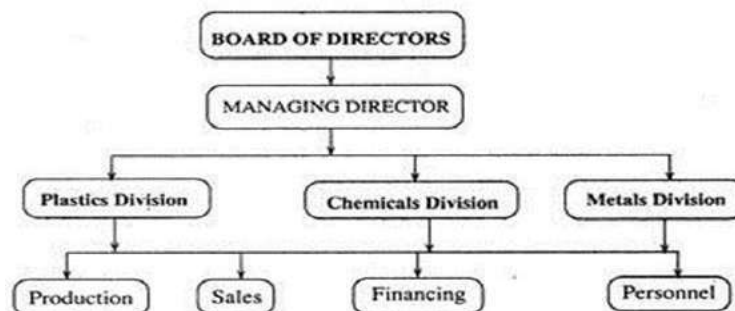 BOARD OF DIRECTORS
MANAGING DIRECTOR
Plastics Division
Chemicals Division
Metals Division
Production
Sales
Financing
Personnel